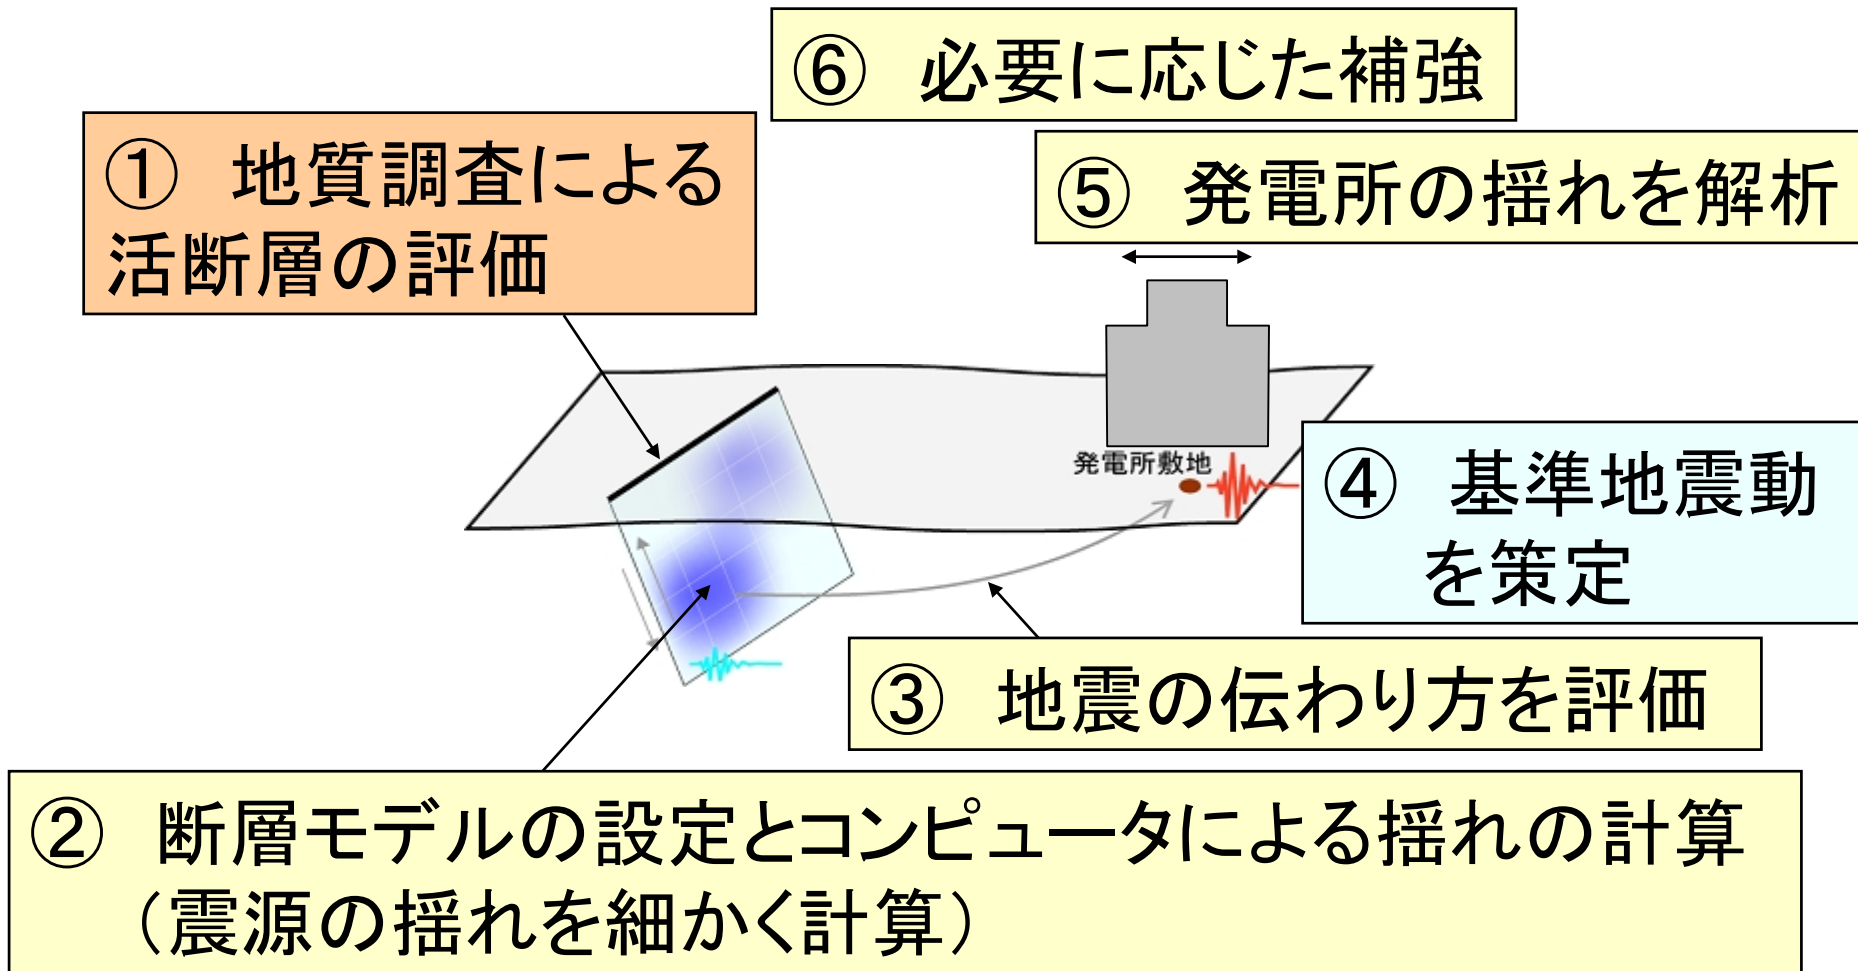 ⑥　必要に応じた補強
①　地質調査による
活断層の評価
⑤　発電所の揺れを解析
発電所敷地
④　基準地震動
を策定
③　地震の伝わり方を評価
②　断層モデルの設定とコンピュータによる揺れの計算
（震源の揺れを細かく計算）